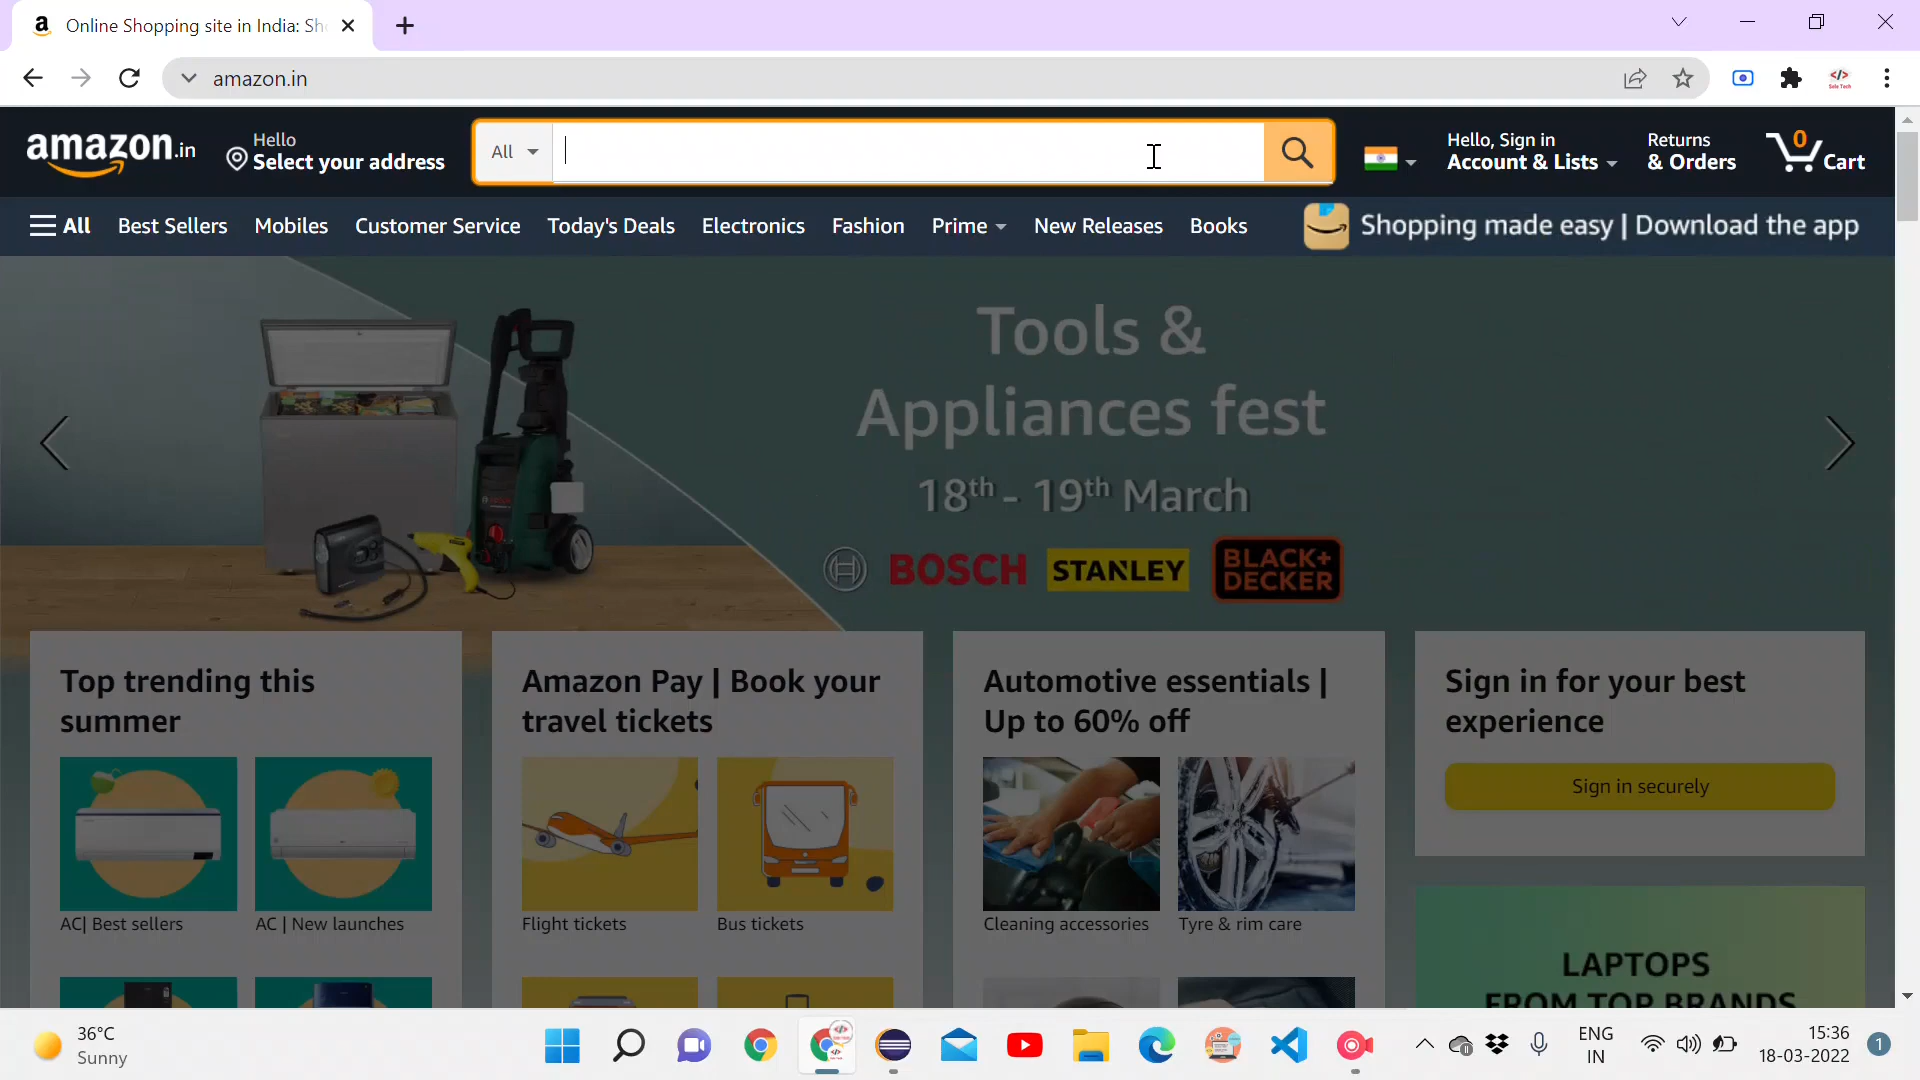 Online Shopping site in India: Sh
amazon.in
amazon.in
Hello
Select your address
All
Hello, Sign in
Account & Lists
Returns
& Orders
0
Cart
All
Best Sellers
Mobiles
Customer Service
Today's Deals
Electronics
Fashion
Prime
New Releases
Books
Shopping made easy | Download the app
Tools &
Appliances fest
18th - 19th March
BOSCH
STANLEY
BLACK+
DECKER
Top trending this
summer
AC| Best sellers
AC | New launches
Amazon Pay | Book your
travel tickets
Flight tickets
Bus tickets
Automotive essentials |
Up to 60% off
Cleaning accessories
Tyre & rim care
Sign in for your best
experience
Sign in securely
LAPTOPS
FROM TOP BRANDS
36°C
Sunny
ENG
IN
15:36
18-03-2022
1